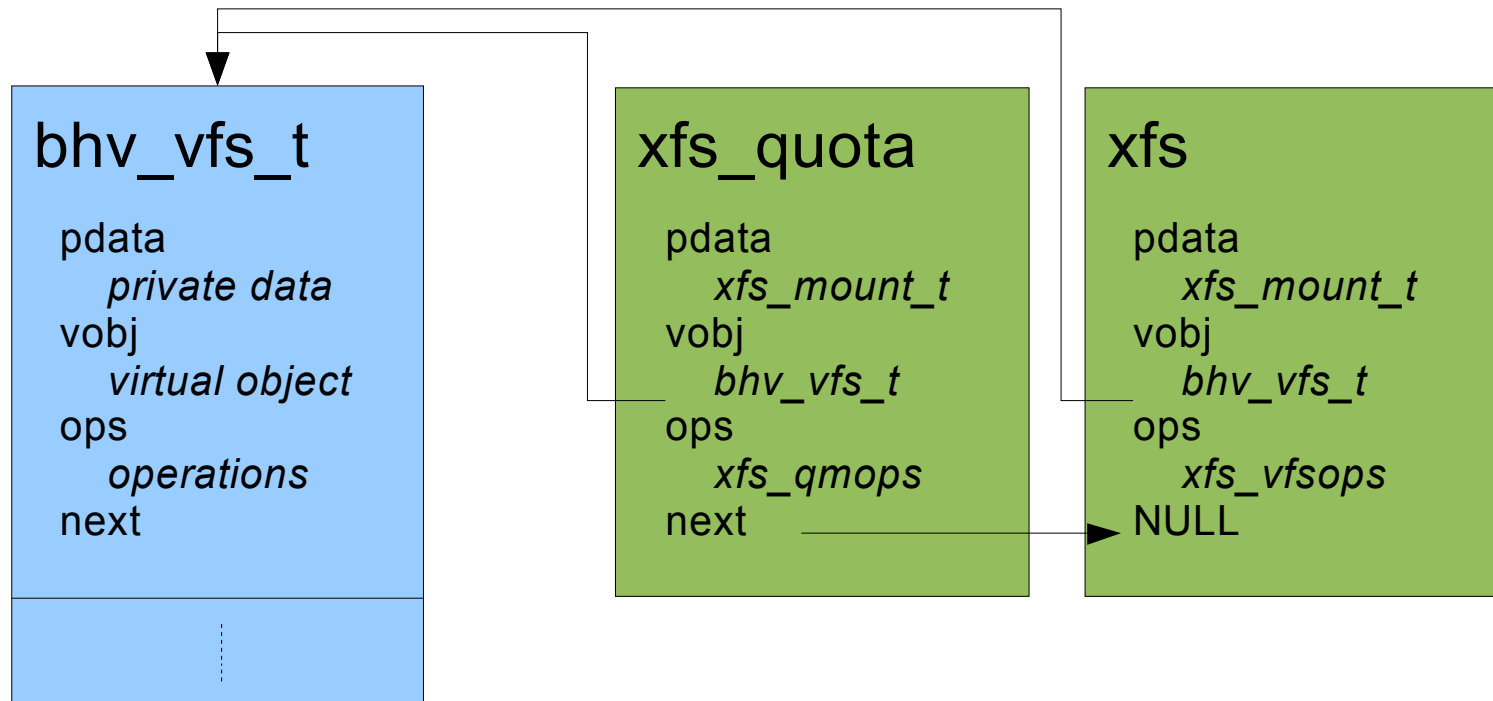 bhv_vfs_t
pdata
private data
vobj
virtual object
ops
operations
next
xfs_quota
pdata
xfs_mount_t
vobj
bhv_vfs_t
ops
xfs_qmops
next
xfs
pdata
xfs_mount_t
vobj
bhv_vfs_t
ops
xfs_vfsops
NULL